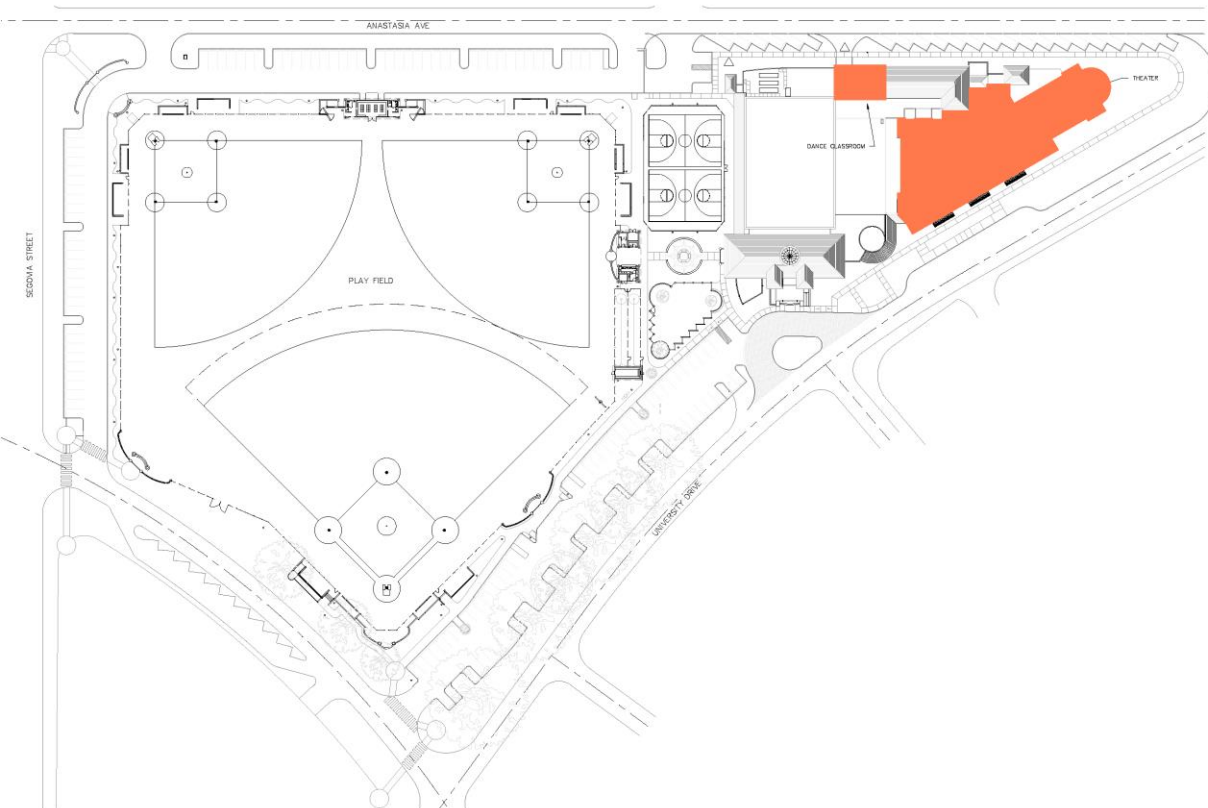 ANASTASIA AVE
THEATER
DANCE CLASSROOM
SEGOVIA STREET
PLAY FIELD
UNIVERSITY DRIVE